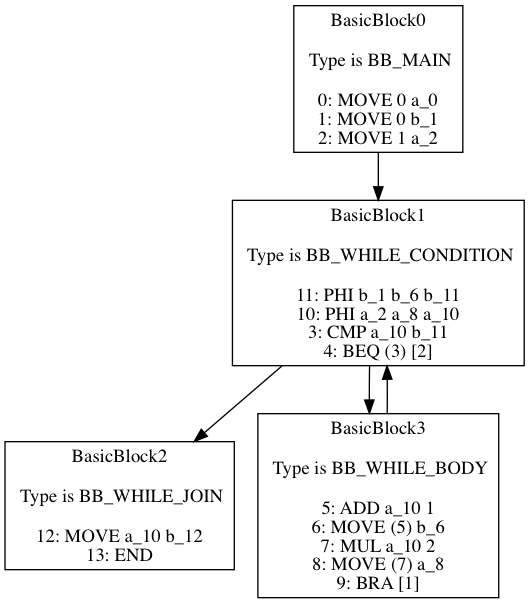 BasicBlock0
Type is BB_MAIN
0: MOVE 0 a_0
1: MOVE 0 b_1
2: MOVE 1 a_2
BasicBlock1
Type is BB_WHILE_CONDITION
11: PHI b_1 b_6 b_11
10: PHI a_2 a_8 a_10
3: CMP a_10 b_11
4: BEQ (3) [2]
BasicBlock2
Type is BB_WHILE_JOIN
12: MOVE a_10 b_12
13: END
BasicBlock3
Type is BB_WHILE_BODY
5: ADD a_10 1
6: MOVE (5) b_6
7: MUL a_10 2
8: MOVE (7) a_8
9: BRA [1]